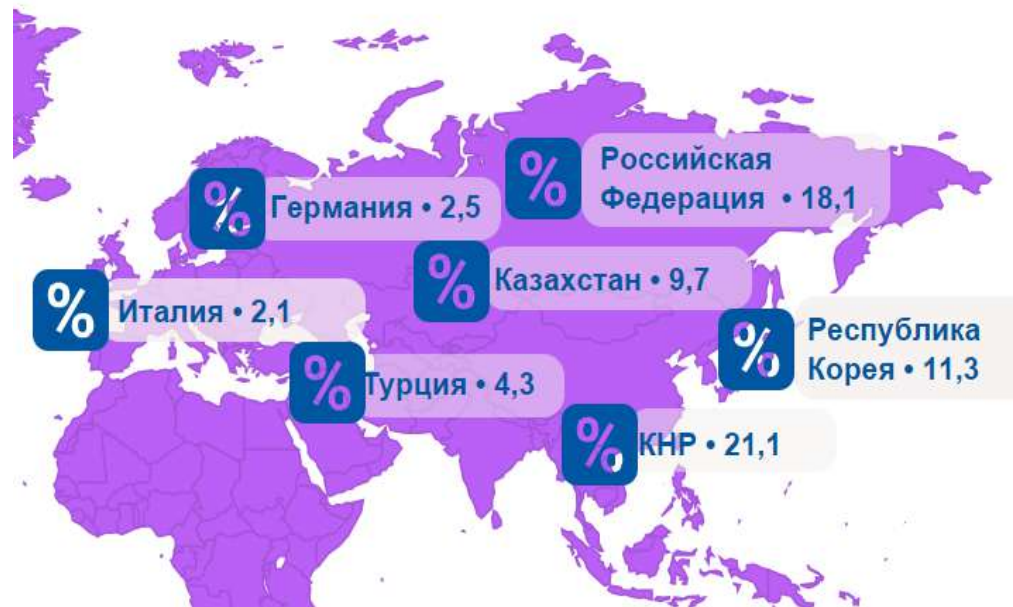 %
Российская
Федерация • 18,1
%
Германия • 2,5
%
Казахстан • 9,7
%
Италия • 2,1
%
Республика
Корея • 11,3
%
Турция • 4,3
%
КНР • 21,1